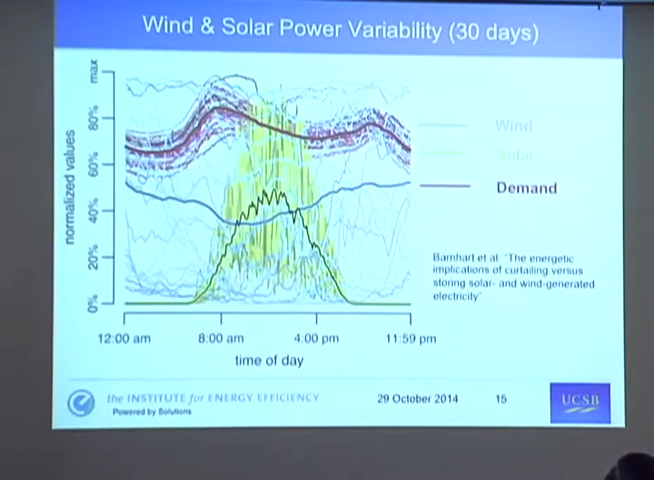 Wind & Solar Power Variability (30 days)
max
80%
60%
40%
20%
0%
normalized values
12:00 am
8:00 am
4:00 pm
11:59 pm
time of day
Wind
Solar
Demand
Barnhart et al. "The energetic
implications of curtailing versus
storing solar- and wind-generated
electricity"
the INSTITUTE for ENERGY EFFICIENCY
Powered by Solutions
29 October 2014
15
UCSB